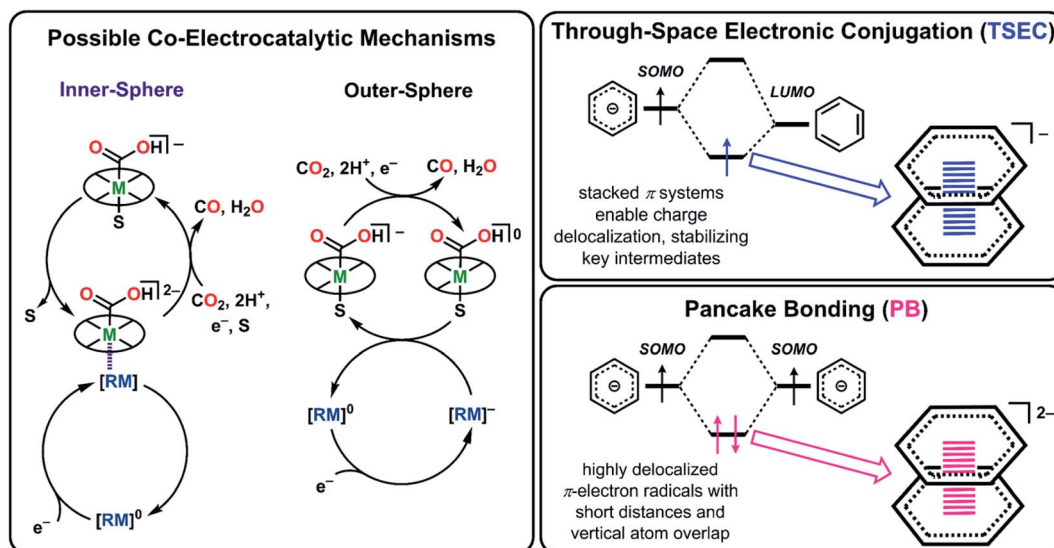 Possible Co-Electrocatalytic Mechanisms
Inner-Sphere
O
OH
–
M
S
CO, H₂O
S
CO₂, 2H⁺,
e⁻, S
O
OH
2–
M
[RM]
e⁻
[RM]⁰
Outer-Sphere
CO₂, 2H⁺, e⁻
CO, H₂O
O
OH
–
M
S
O
OH
0
M
S
[RM]⁰
[RM]⁻
e⁻
Through-Space Electronic Conjugation (TSEC)
SOMO
LUMO
–
stacked π systems
enable charge
delocalization, stabilizing
key intermediates
Pancake Bonding (PB)
SOMO
SOMO
2–
highly delocalized
π-electron radicals with
short distances and
vertical atom overlap